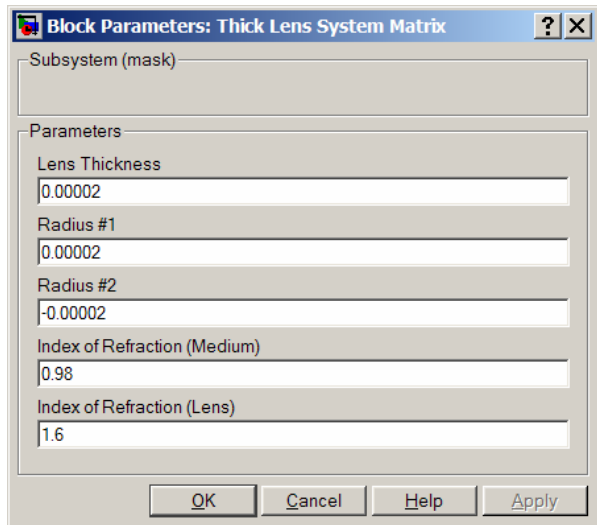 Block Parameters: Thick Lens System Matrix
Subsystem (mask)
Parameters
Lens Thickness
0.00002
Radius #1
0.00002
Radius #2
-0.00002
Index of Refraction (Medium)
0.98
Index of Refraction (Lens)
1.6
OK Cancel Help Apply